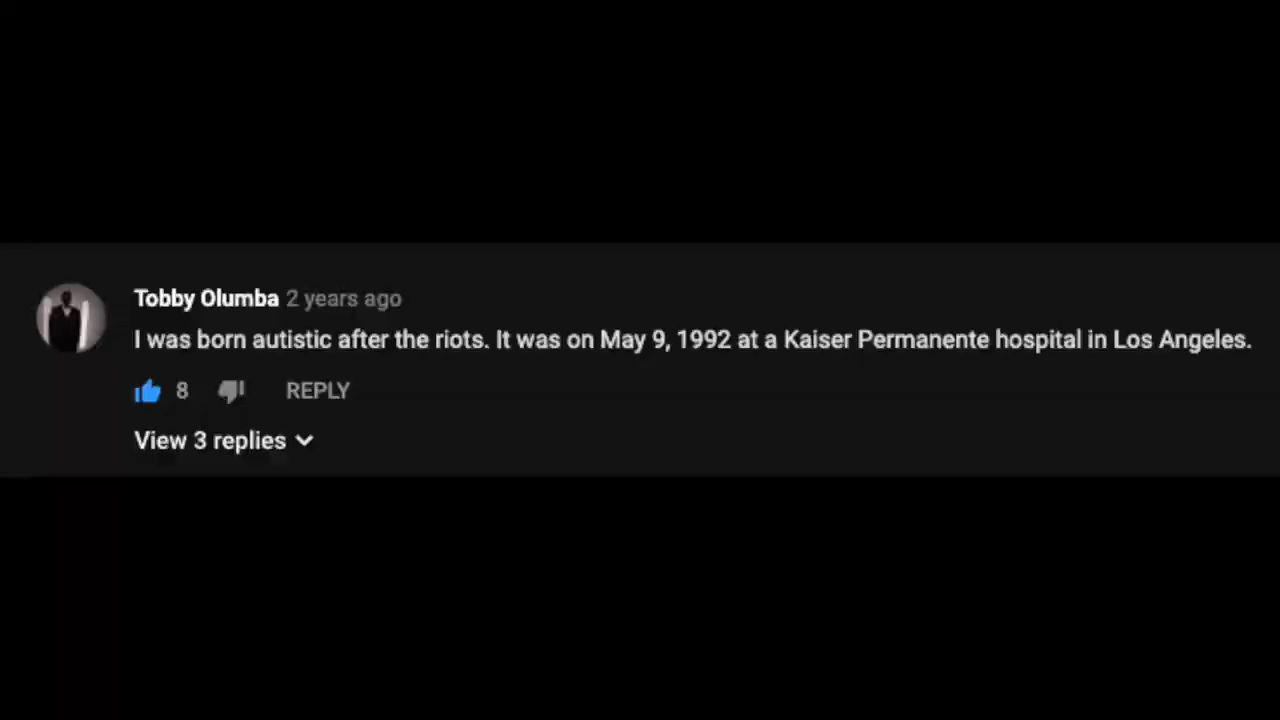 Tobby Olumba 2 years ago
I was born autistic after the riots. It was on May 9, 1992 at a Kaiser Permanente hospital in Los Angeles.
8 REPLY
View 3 replies